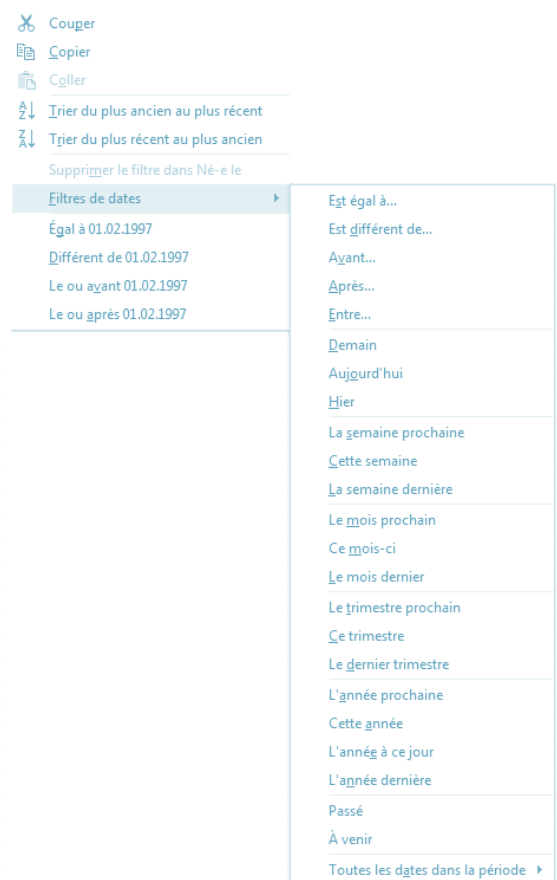 Couper
Copier
Coller
Trier du plus ancien au plus récent
Trier du plus récent au plus ancien
Supprimer le filtre dans Né-e le
Filtres de dates
Égal à 01.02.1997
Différent de 01.02.1997
Le ou avant 01.02.1997
Le ou après 01.02.1997
Est égal à...
Est différent de...
Avant...
Après...
Entre...
Demain
Aujourd'hui
Hier
La semaine prochaine
Cette semaine
La semaine dernière
Le mois prochain
Ce mois-ci
Le mois dernier
Le trimestre prochain
Ce trimestre
Le dernier trimestre
L'année prochaine
Cette année
L'année à ce jour
L'année dernière
Passé
À venir
Toutes les dates dans la période